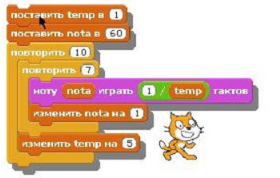 поставить temp в 1
поставить nota в 60
повторить 10
повторить 7
ноту nota играть 1 / temp тактов
изменить nota на 1
изменить temp на 5